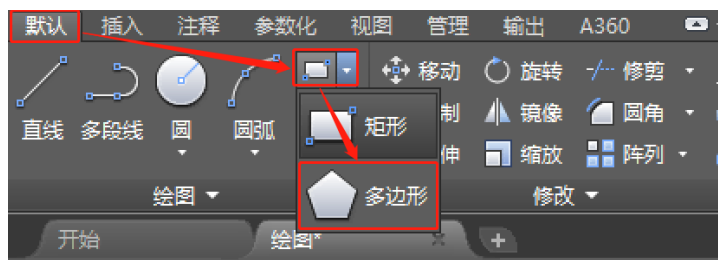 默认 插入 注释 参数化 视图 管理 输出 A360
移动 旋转 修剪
矩形 制 镜像 圆角
直线 多段线 圆 圆弧
多边形 伸 缩放 阵列
绘图 修改
开始 绘图*